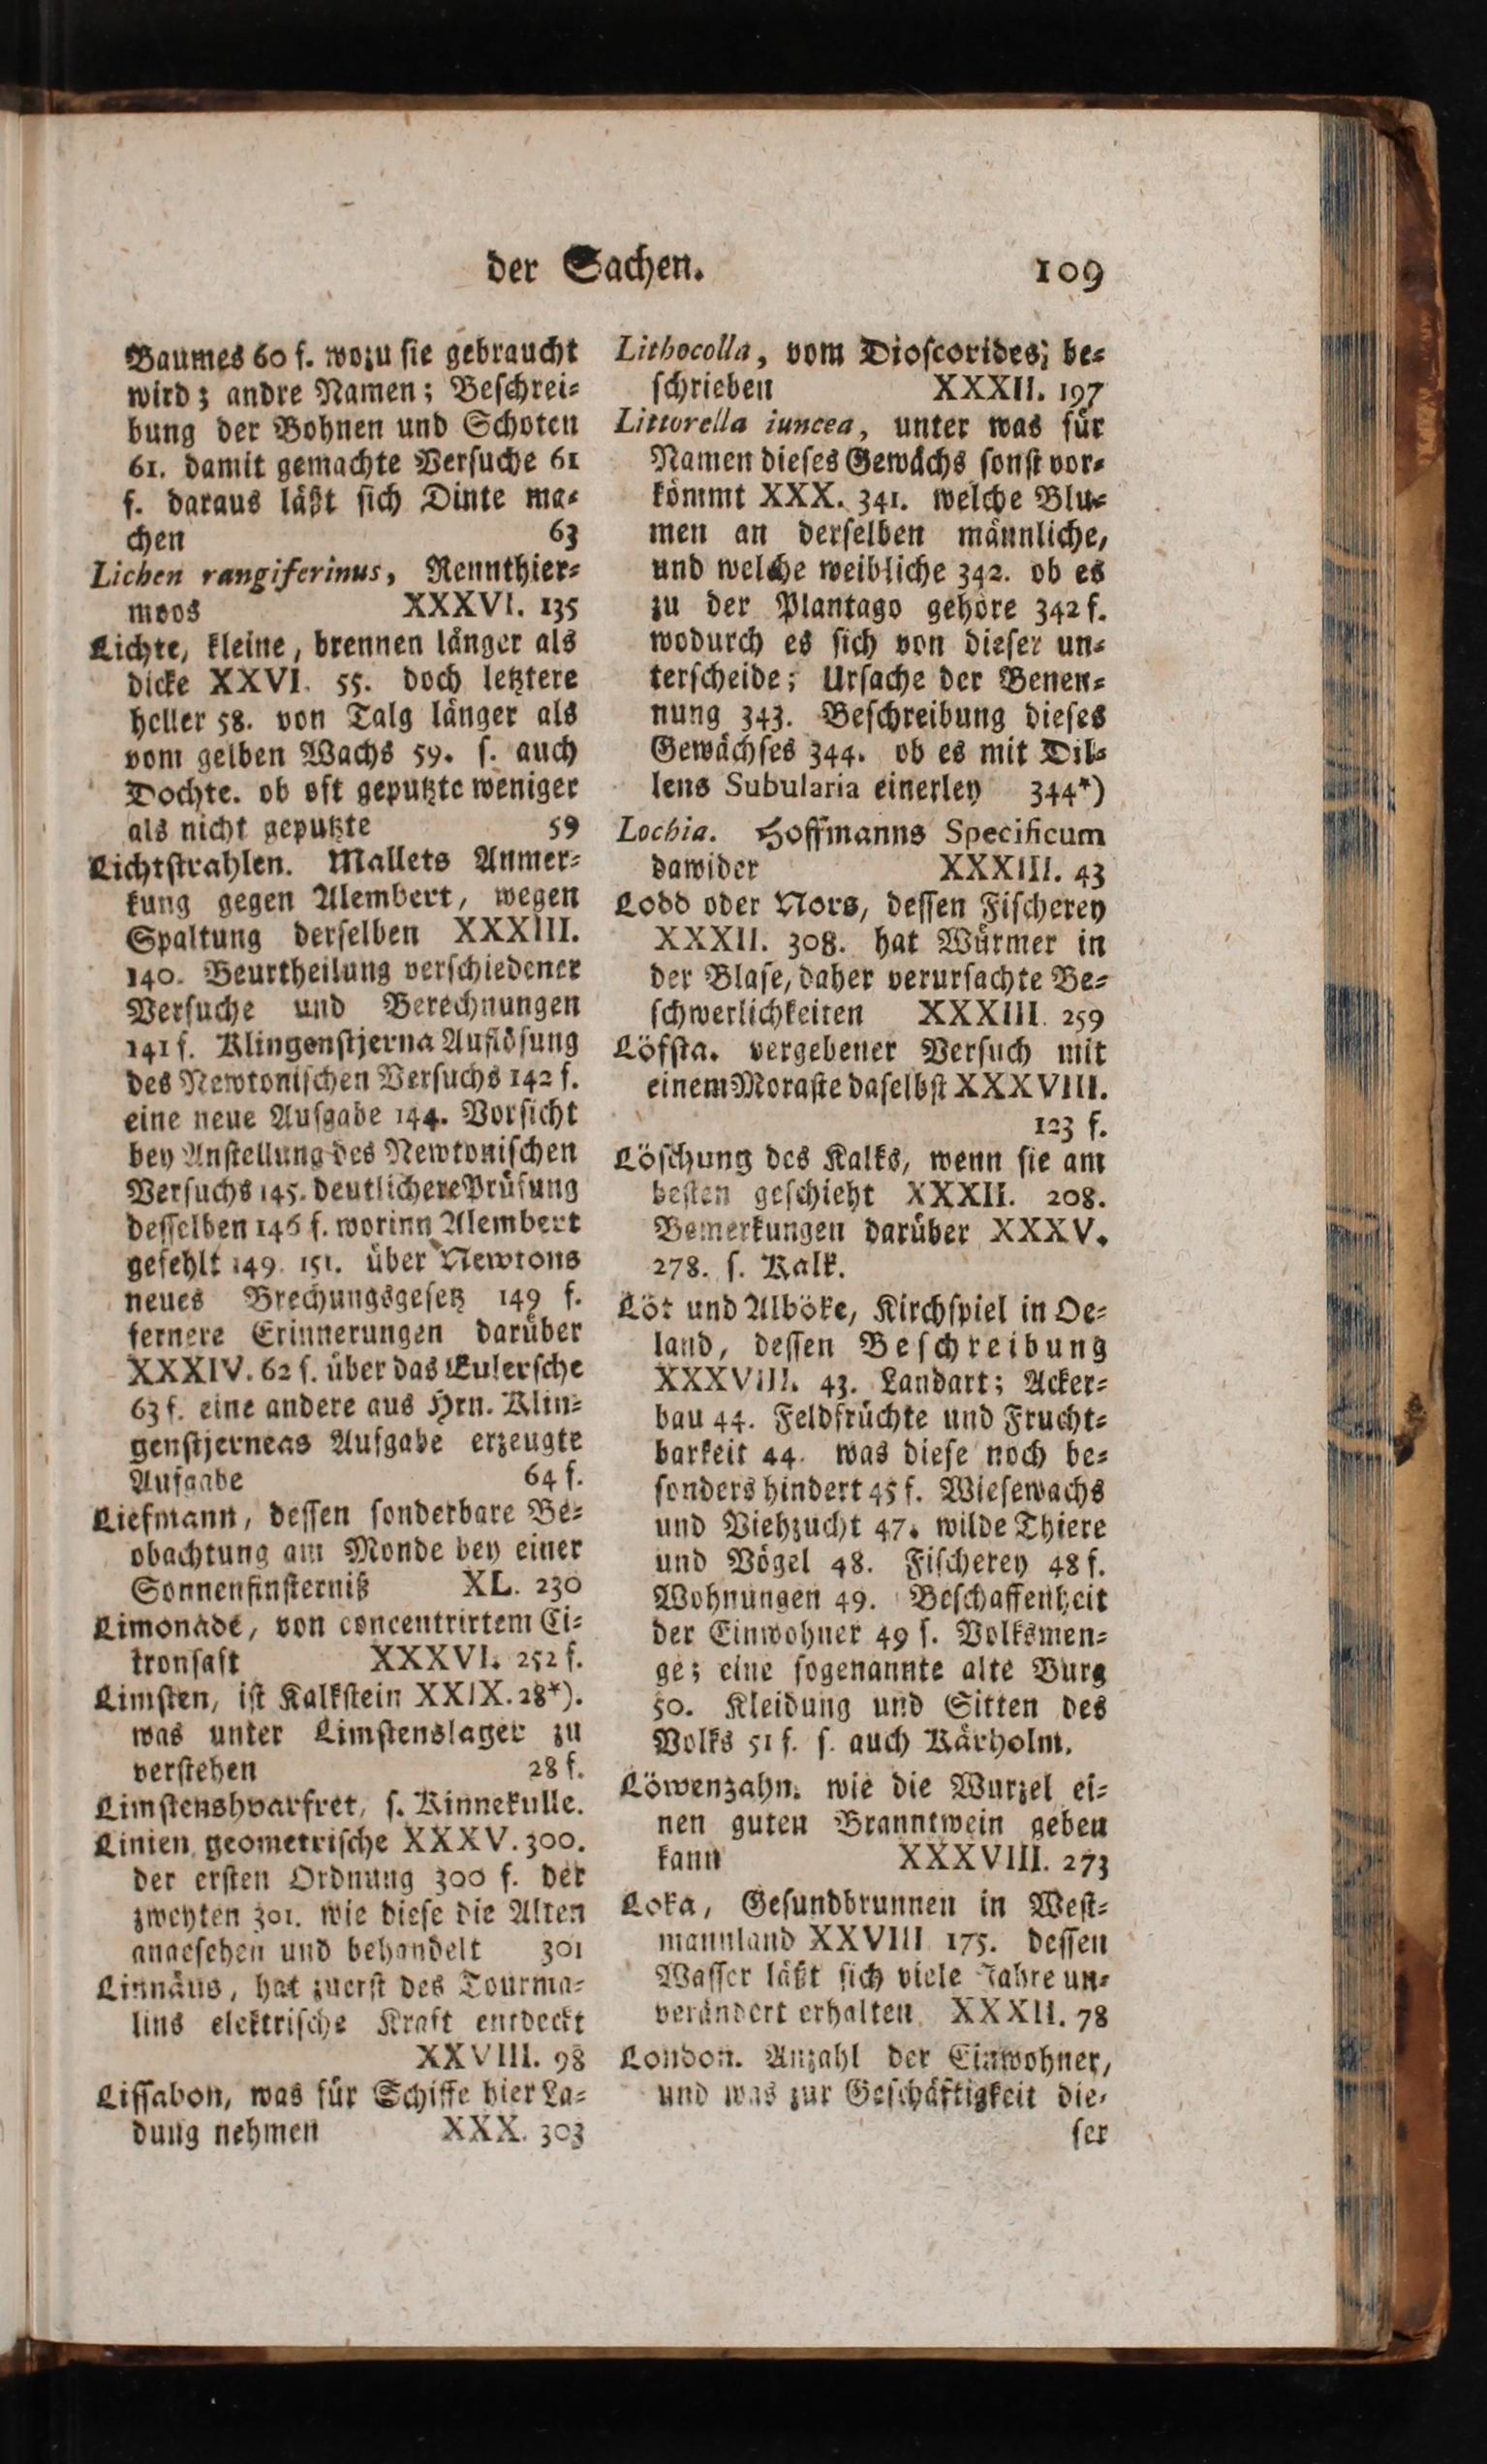 der Sachen. 109
Baumes 60 f. wozu ſie gebraucht
wird; andre Namen; Beſchrei-
bung der Bohnen und Schoten
61. damit gemachte Verſuche 61
f. daraus läßt ſich Dinte ma-
chen 63
Lichen rangiferinus, Rennthier-
moos XXXVI. 135
Lichte, kleine, brennen länger als
dicke XXVI. 55. doch letztere
heller 58. von Talg länger als
vom gelben Wachs 59. ſ. auch
Dochte. ob oft geputzte weniger
als nicht geputzte 59
Lichtſtrahlen. Mallets Anmer-
kung gegen Alembert, wegen
Spaltung derſelben XXXIII.
140. Beurtheilung verſchiedener
Verſuche und Berechnungen
141 f. Klingenſtjerna Auflöſung
des Newtoniſchen Verſuchs 142 f.
eine neue Aufgabe 144. Vorſicht
bey Anſtellung des Newtoniſchen
Verſuchs 145. deutlichere Prüfung
deſſelben 146 f. worinn Alembert
gefehlt 149. 151. über Newtons
neues Brechungsgeſetz 149 f.
fernere Erinnerungen darüber
XXXIV. 62 f. über das Eulerſche
63 f. eine andere aus Hrn. Klin-
genſtjerneas Aufgabe erzeugte
Aufgabe 64 f.
Liefmann, deſſen ſonderbare Be-
obachtung am Monde bey einer
Sonnenfinſterniß XL. 230
Limonade, von concentrirtem Ci-
tronſaft XXXVI. 252 f.
Limſten, iſt Kalkſtein XXIX. 28*).
was unter Limſtenslager zu
verſtehen 28 f.
Limſtenshvarfret, ſ. Kinnekulle.
Linien, geometriſche XXXV. 300.
der erſten Ordnung 300 f. der
zweyten 301. wie dieſe die Alten
angeſehen und behandelt 301
Linnäus, hat zuerſt des Tourma-
lins elektriſche Kraft entdeckt
XXVIII. 98
Liſſabon, was für Schiffe hier La-
dung nehmen XXX. 303
Lithocolla, vom Dioſcorides; be-
ſchrieben XXXII. 197
Littorella iuncea, unter was für
Namen dieſes Gewächs ſonſt vor-
kömmt XXX. 341. welche Blu-
men an derſelben männliche,
und welche weibliche 342. ob es
zu der Plantago gehöre 342 f.
wodurch es ſich von dieſer un-
terſcheide; Urſache der Benen-
nung 343. Beſchreibung dieſes
Gewächſes 344. ob es mit Dil-
lens Subularia einerley 344*)
Lochia. Hoffmanns Specificum
dawider XXXIII. 43
Lodd oder Nors, deſſen Fiſcherey
XXXII. 308. hat Würmer in
der Blaſe, daher verurſachte Be-
ſchwerlichkeiten XXXIII. 259
Löfſta. vergebener Verſuch mit
einem Moraſte daſelbſt XXXVIII.
123 f.
Löſchung des Kalks, wenn ſie am
beſten geſchieht XXXII. 208.
Bemerkungen darüber XXXV.
278. ſ. Kalk.
Löt und Alböke, Kirchſpiel in Oe-
land, deſſen Beſchreibung
XXXVIII. 43. Landart; Acker-
bau 44. Feldfrüchte und Frucht-
barkeit 44. was dieſe noch be-
ſonders hindert 45 f. Wieſewachs
und Viehzucht 47. wilde Thiere
und Vögel 48. Fiſcherey 48 f.
Wohnungen 49. Beſchaffenheit
der Einwohner 49 f. Volksmen-
ge; eine ſogenannte alte Burg
50. Kleidung und Sitten des
Volks 51 f. ſ. auch Kärholm.
Löwenzahn. wie die Wurzel ei-
nen guten Branntwein geben
kann XXXVIII. 273
Loka, Geſundbrunnen in Weſt-
mannland XXVIII. 175. deſſen
Waſſer läßt ſich viele Jahre un-
verändert erhalten XXXII. 78
London. Anzahl der Einwohner,
und was zur Geſchäftigkeit die-
ſer